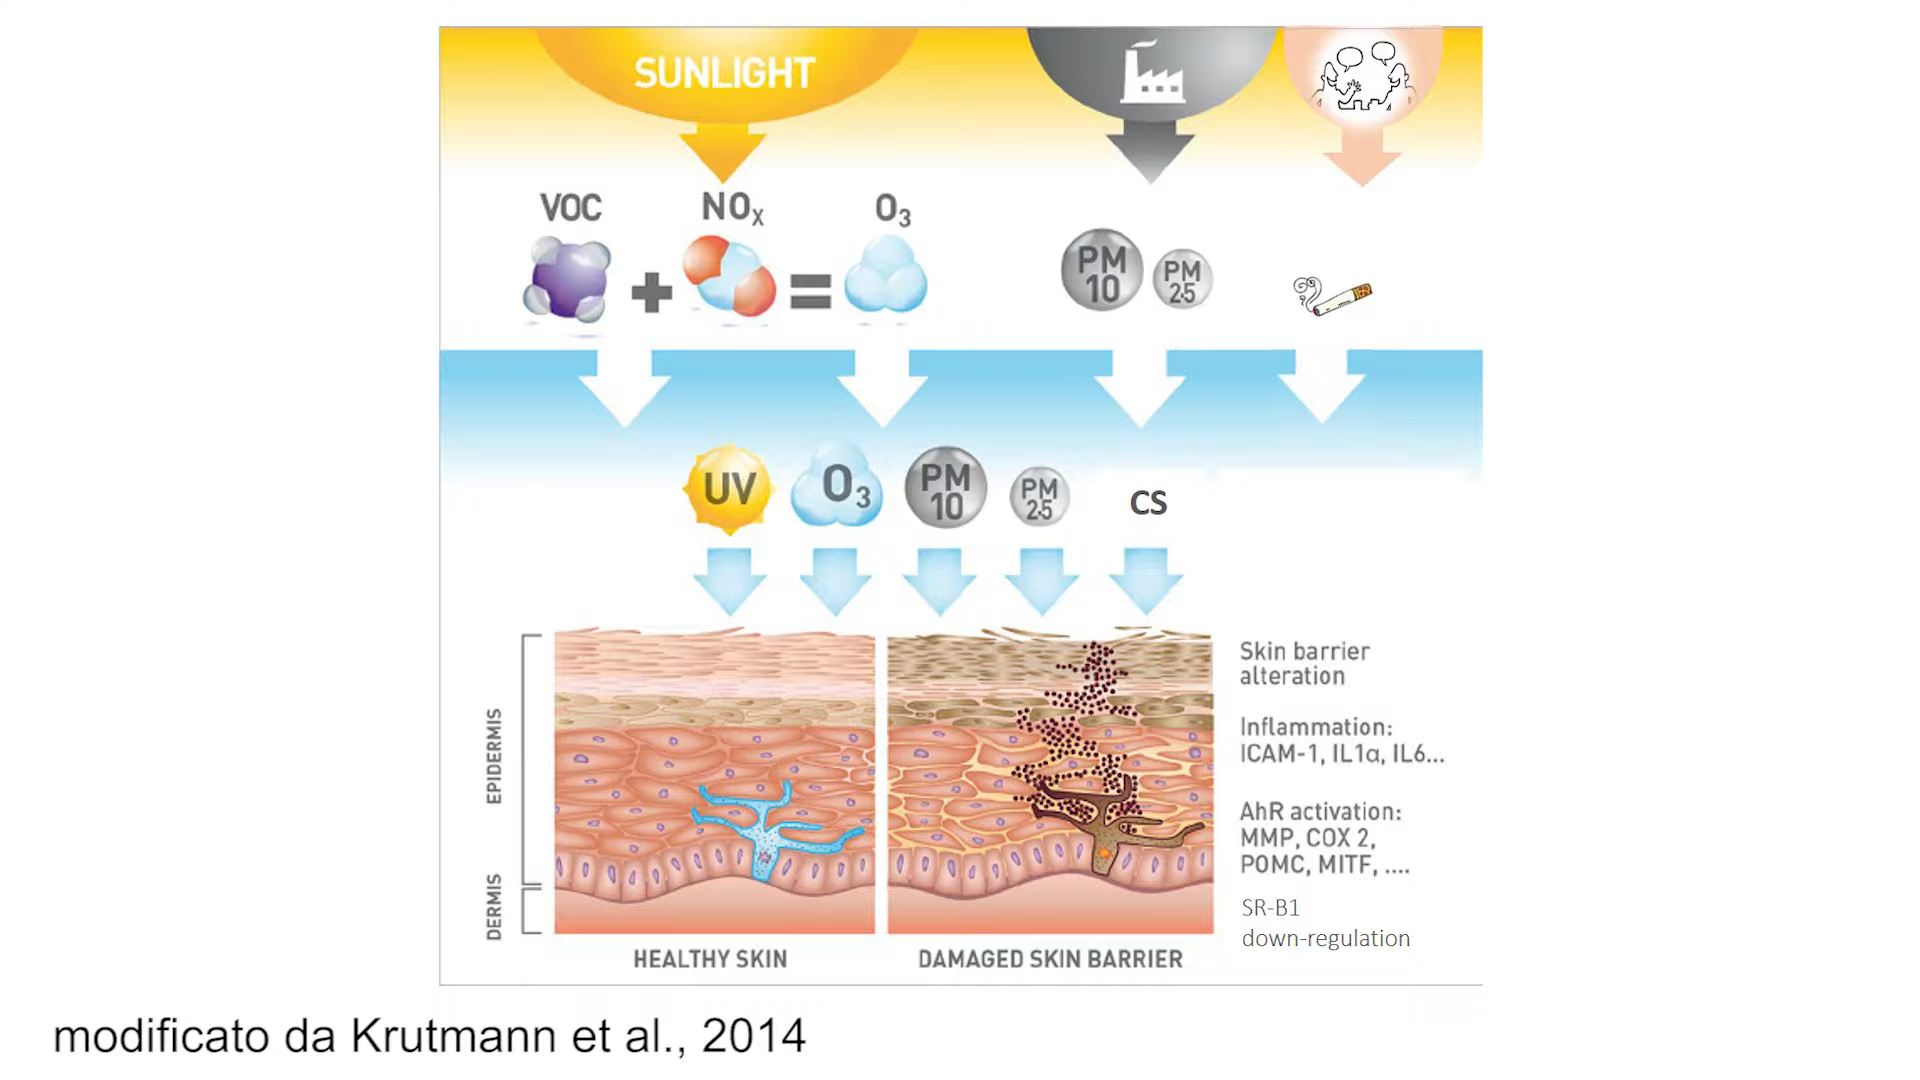 SUNLIGHT
VOC
NOX
O3
PM
10
PM
2.5
UV
O3
PM
10
PM
2.5
CS
EPIDERMIS
DERMIS
HEALTHY SKIN
DAMAGED SKIN BARRIER
Skin barrier
alteration
Inflammation:
ICAM-1, IL1α, IL6...
AhR activation:
MMP, COX 2,
POMC, MITF, ....
SR-B1
down-regulation
modificato da Krutmann et al., 2014